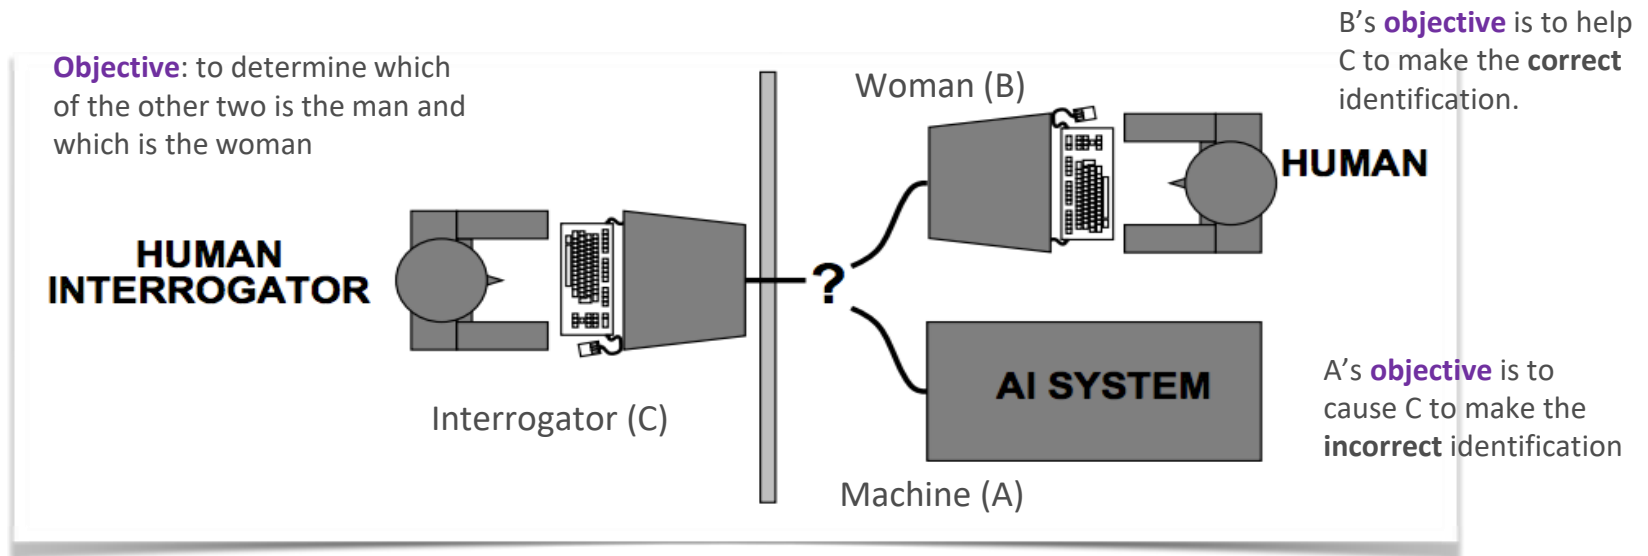 Objective: to determine which
of the other two is the man and
which is the woman
Woman (B)
B’s objective is to help
C to make the correct
identification.
HUMAN
HUMAN
INTERROGATOR
?
AI SYSTEM
Interrogator (C)
Machine (A)
A’s objective is to
cause C to make the
incorrect identification